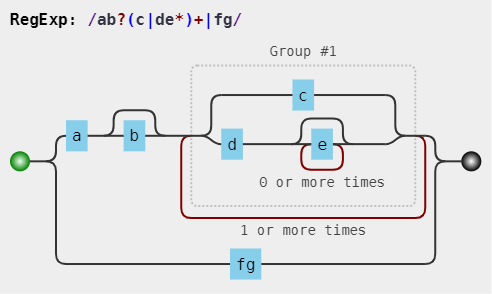 RegExp: /ab?(c|de*)+|fg/
Group #1
c
a
b
d
e
0 or more times
1 or more times
fg